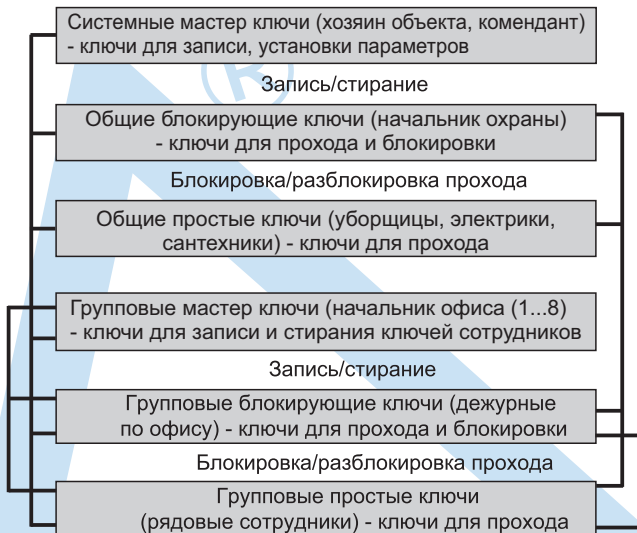 Системные мастер ключи (хозяин объекта, комендант)
- ключи для записи, установки параметров
®
Запись/стирание
Общие блокирующие ключи (начальник охраны)
- ключи для прохода и блокировки
Блокировка/разблокировка прохода
Общие простые ключи (уборщицы, электрики,
сантехники) - ключи для прохода
Групповые мастер ключи (начальник офиса (1...8)
- ключи для записи и стирания ключей сотрудников
Запись/стирание
Групповые блокирующие ключи (дежурные
по офису) - ключи для прохода и блокировки
Блокировка/разблокировка прохода
Групповые простые ключи
(рядовые сотрудники) - ключи для прохода